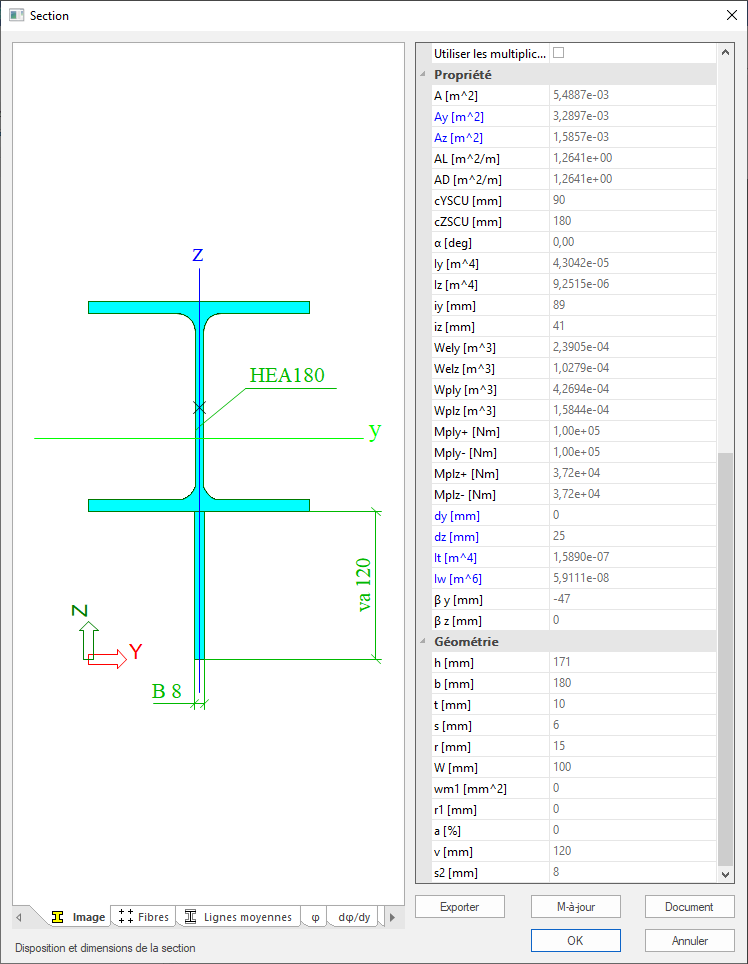 Section
z
HEA180
y
va 120
Z
Y
B 8
Image
Fibres
Lignes moyennes
φ
dφ/dy
Disposition et dimensions de la section
Utiliser les multiplic...
Propriété
A [m^2] 5,4887e-03
Ay [m^2] 3,2897e-03
Az [m^2] 1,5857e-03
AL [m^2/m] 1,2641e+00
AD [m^2/m] 1,2641e+00
cYSCU [mm] 90
cZSCU [mm] 180
α [deg] 0,00
Iy [m^4] 4,3042e-05
Iz [m^4] 9,2515e-06
iy [mm] 89
iz [mm] 41
Wely [m^3] 2,3905e-04
Welz [m^3] 1,0279e-04
Wply [m^3] 4,2694e-04
Wplz [m^3] 1,5844e-04
Mply+ [Nm] 1,00e+05
Mply- [Nm] 1,00e+05
Mplz+ [Nm] 3,72e+04
Mplz- [Nm] 3,72e+04
dy [mm] 0
dz [mm] 25
It [m^4] 1,5890e-07
Iw [m^6] 5,9111e-08
β y [mm] -47
β z [mm] 0
Géométrie
h [mm] 171
b [mm] 180
t [mm] 10
s [mm] 6
r [mm] 15
W [mm] 100
wm1 [mm^2] 0
r1 [mm] 0
a [%] 0
v [mm] 120
s2 [mm] 8
Exporter
M-à-jour
Document
OK
Annuler